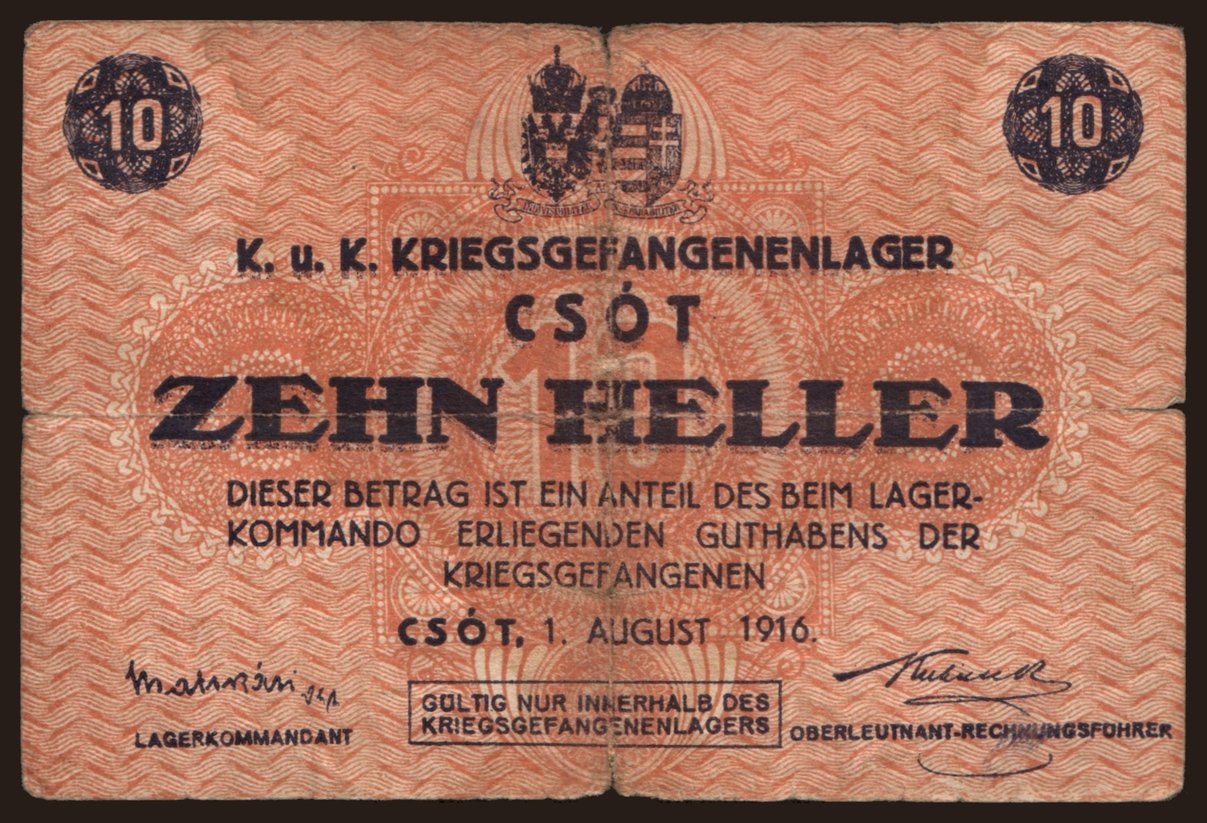 10 10
K. u. K. KRIEGSGEFANGENENLAGER
CSÓT
10
ZEHN HELLER
DIESER BETRAG IST EIN ANTEIL DES BEIM LAGER-
KOMMANDO ERLIEGENDEN GUTHABENS DER
KRIEGSGEFANGENEN
CSÓT, 1. AUGUST 1916.
GÜLTIG NUR INNERHALB DES
KRIEGSGEFANGENENLAGERS
LAGERKOMMANDANT
OBERLEUTNANT-RECHNUNGSFÜHRER